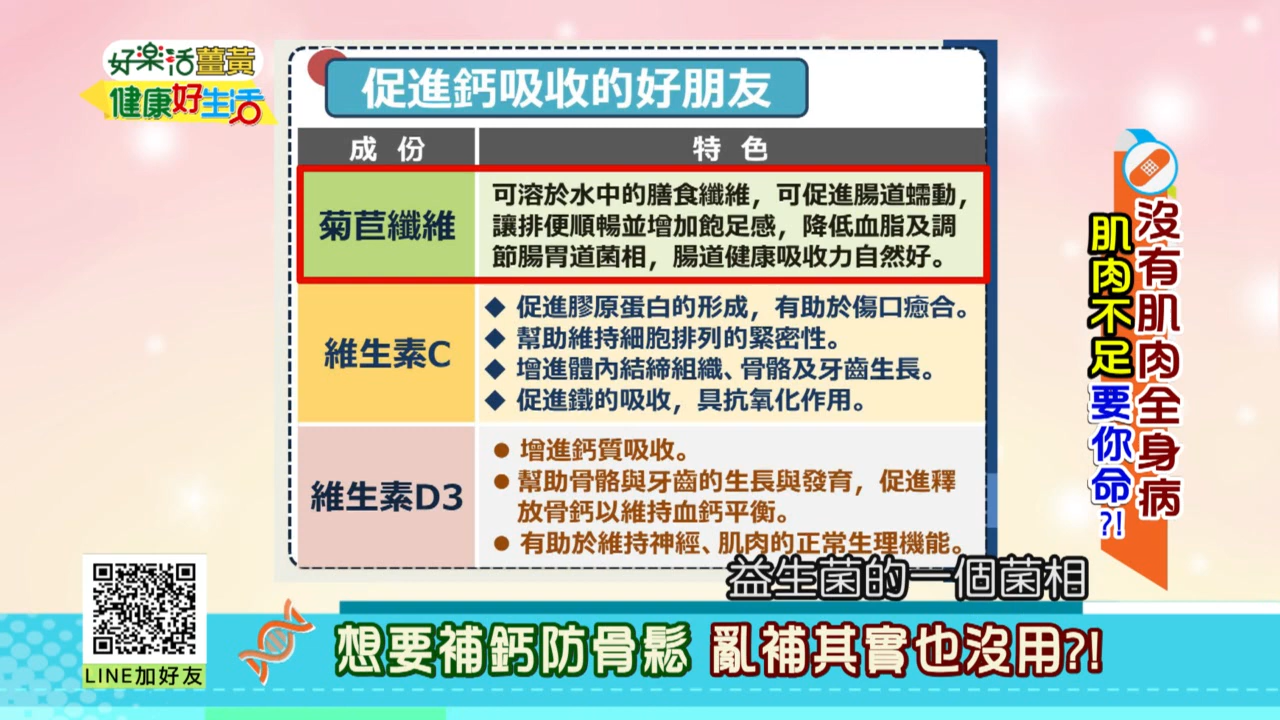 好樂活薑黃
健康好生活
促進鈣吸收的好朋友
成份
特色
菊苣纖維
可溶於水中的膳食纖維，可促進腸道蠕動，
讓排便順暢並增加飽足感，降低血脂及調
節腸胃道菌相，腸道健康吸收力自然好。
維生素C
◆ 促進膠原蛋白的形成，有助於傷口癒合。
◆ 幫助維持細胞排列的緊密性。
◆ 增進體內結締組織、骨骼及牙齒生長。
◆ 促進鐵的吸收，具抗氧化作用。
維生素D3
● 增進鈣質吸收。
● 幫助骨骼與牙齒的生長與發育，促進釋
放骨鈣以維持血鈣平衡。
● 有助於維持神經、肌肉的正常生理機能。
沒有肌肉全身病
肌肉不足要你命?!
益生菌的一個菌相
想要補鈣防骨鬆 亂補其實也沒用?!
LINE加好友